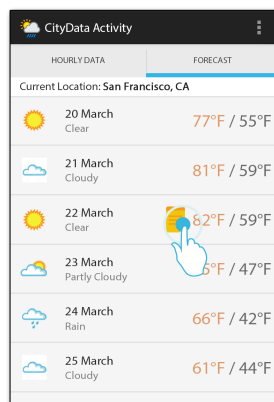 CityData Activity
HOURLY DATA
FORECAST
Current Location: San Francisco, CA
20 March
Clear
77°F / 55°F
21 March
Cloudy
81°F / 59°F
22 March
Clear
82°F / 59°F
23 March
Partly Cloudy
5°F / 47°F
24 March
Rain
66°F / 42°F
25 March
Cloudy
61°F / 44°F